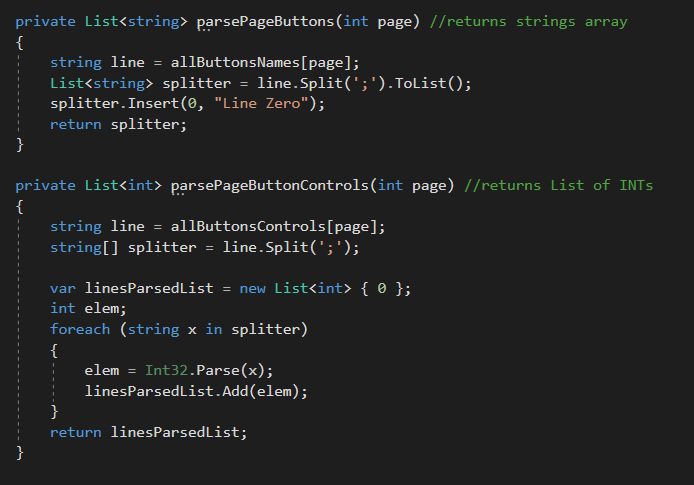 private List<string> parsePageButtons(int page) //returns strings array
{
    string line = allButtonsNames[page];
    List<string> splitter = line.Split(';').ToList();
    splitter.Insert(0, "Line Zero");
    return splitter;
}

private List<int> parsePageButtonControls(int page) //returns List of INTs
{
    string line = allButtonsControls[page];
    string[] splitter = line.Split(';');

    var linesParsedList = new List<int> { 0 };
    int elem;
    foreach (string x in splitter)
    {
        elem = Int32.Parse(x);
        linesParsedList.Add(elem);
    }
    return linesParsedList;
}